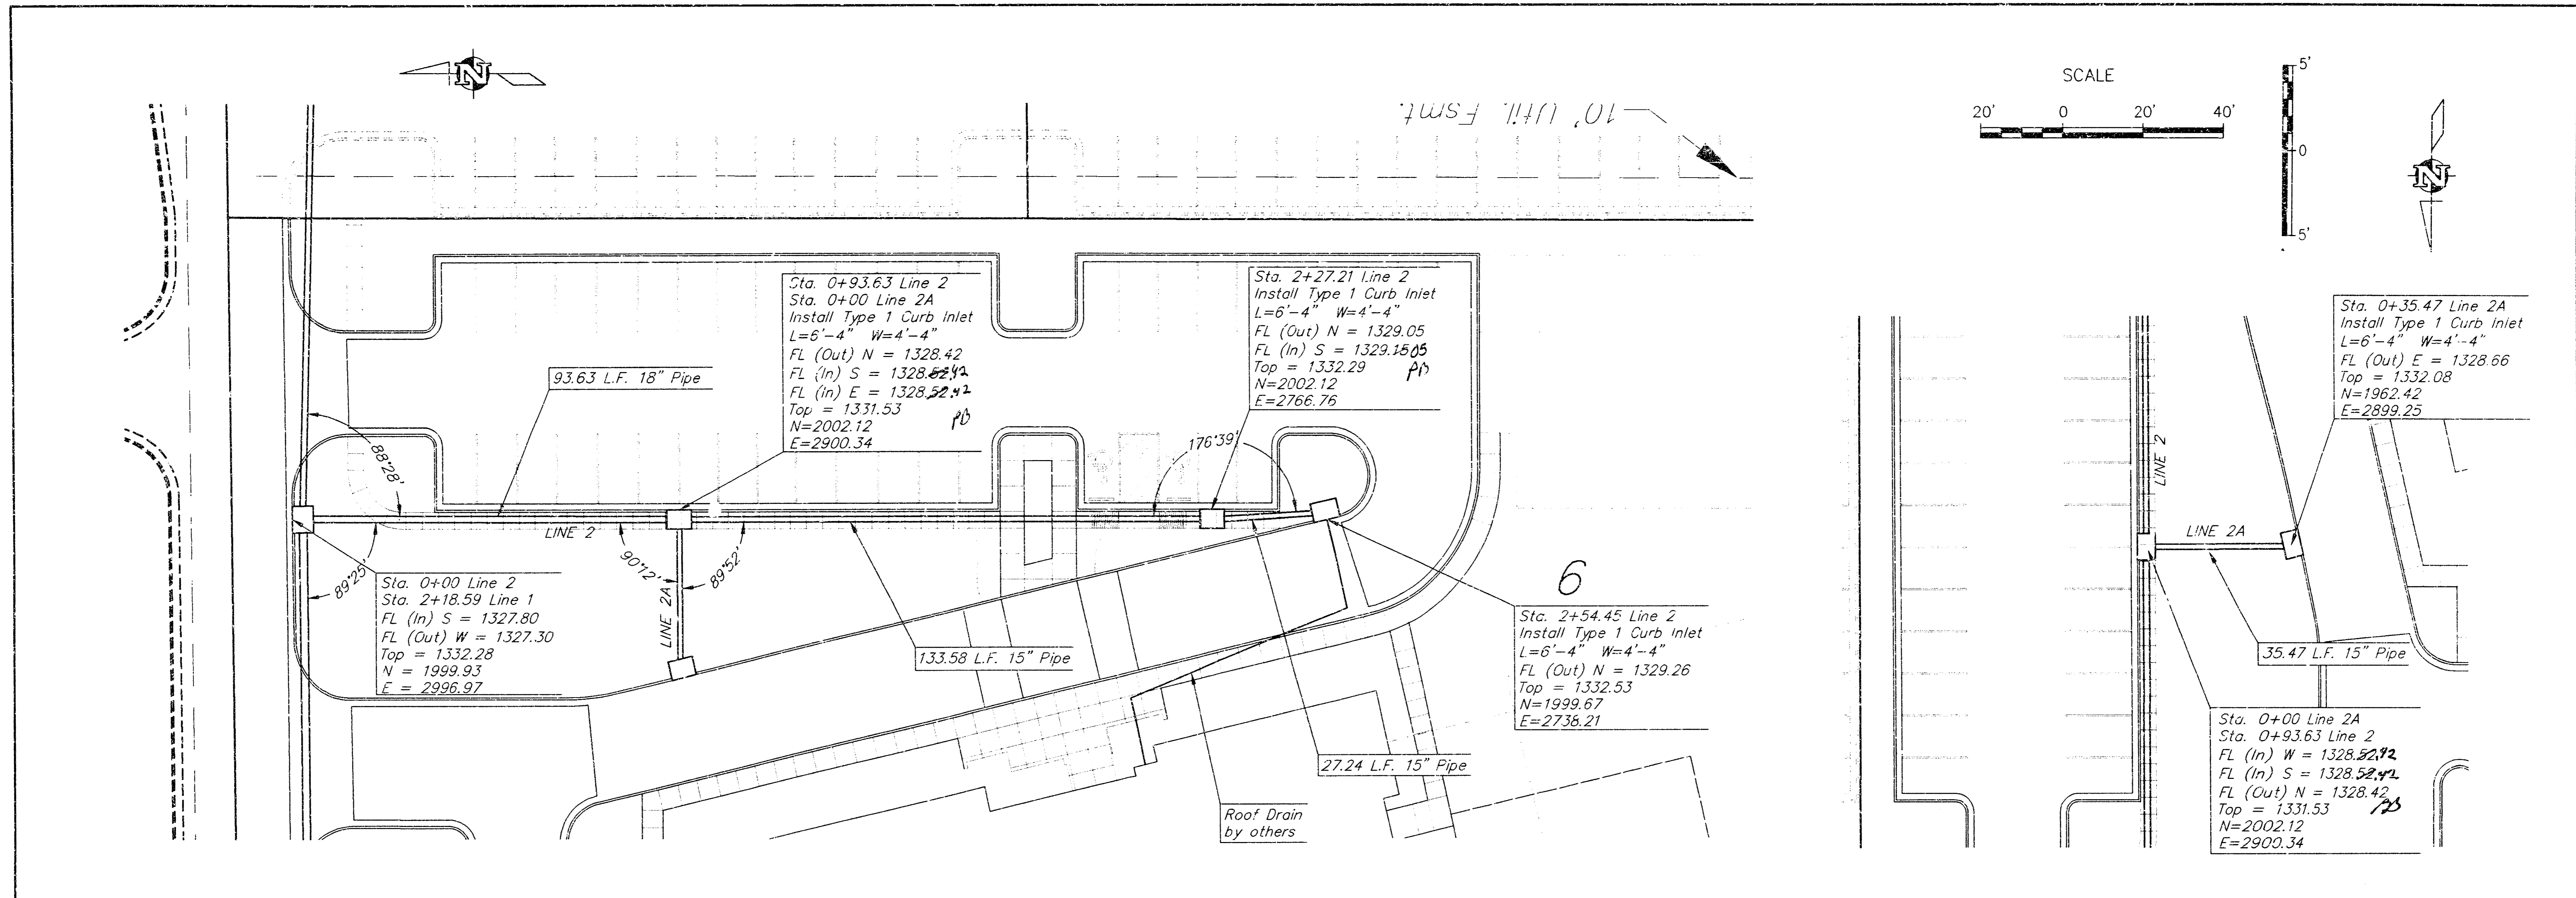 N
10' Util. Esmt.
SCALE
20' 0 20' 40'
5'
0
5'
N
Sta. 0+93.63 Line 2
Sta. 0+00 Line 2A
Install Type 1 Curb Inlet
L=6'-4" W=4'-4"
FL (Out) N = 1328.42
FL (In) S = 1328.52.42
FL (In) E = 1328.52.42
Top = 1331.53
PB
N=2002.12
E=2900.34
Sta. 2+27.21 Line 2
Install Type 1 Curb Inlet
L=6'-4" W=4'-4"
FL (Out) N = 1329.05
FL (In) S = 1329.1505
Top = 1332.29
PB
N=2002.12
E=2766.76
93.63 L.F. 18" Pipe
88°28'
176°39'
LINE 2
89°25'
90°12'
89°52'
LINE 2A
Sta. 0+00 Line 2
Sta. 2+18.59 Line 1
FL (In) S = 1327.80
FL (Out) W = 1327.30
Top = 1332.28
N = 1999.93
E = 2996.97
133.58 L.F. 15" Pipe
6
Sta. 2+54.45 Line 2
Install Type 1 Curb Inlet
L=6'-4" W=4'-4"
FL (Out) N = 1329.26
Top = 1332.53
N=1999.67
E=2738.21
27.24 L.F. 15" Pipe
Roof Drain
by others
Sta. 0+35.47 Line 2A
Install Type 1 Curb Inlet
L=6'-4" W=4'-4"
FL (Out) E = 1328.66
Top = 1332.08
N=1962.42
E=2899.25
LINE 2
LINE 2A
35.47 L.F. 15" Pipe
Sta. 0+00 Line 2A
Sta. 0+93.63 Line 2
FL (In) W = 1328.52.42
FL (In) S = 1328.52.42
FL (Out) N = 1328.42
Top = 1331.53
PB
N=2002.12
E=2900.34